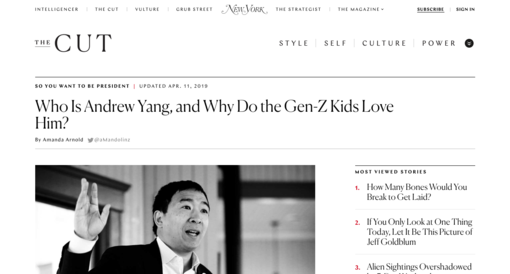 INTELLIGENCER THE CUT VULTURE GRUB STREET NEW YORK THE STRATEGIST THE MAGAZINE SUBSCRIBE SIGN IN
THE CUT
STYLE SELF CULTURE POWER
SO YOU WANT TO BE PRESIDENT | UPDATED APR. 11, 2019
Who Is Andrew Yang, and Why Do the Gen-Z Kids Love
Him?
By Amanda Arnold @aMandolinz
MOST VIEWED STORIES
1. How Many Bones Would You
Break to Get Laid?
2. If You Only Look at One Thing
Today, Let It Be This Picture of
Jeff Goldblum
3. Alien Sightings Overshadowed